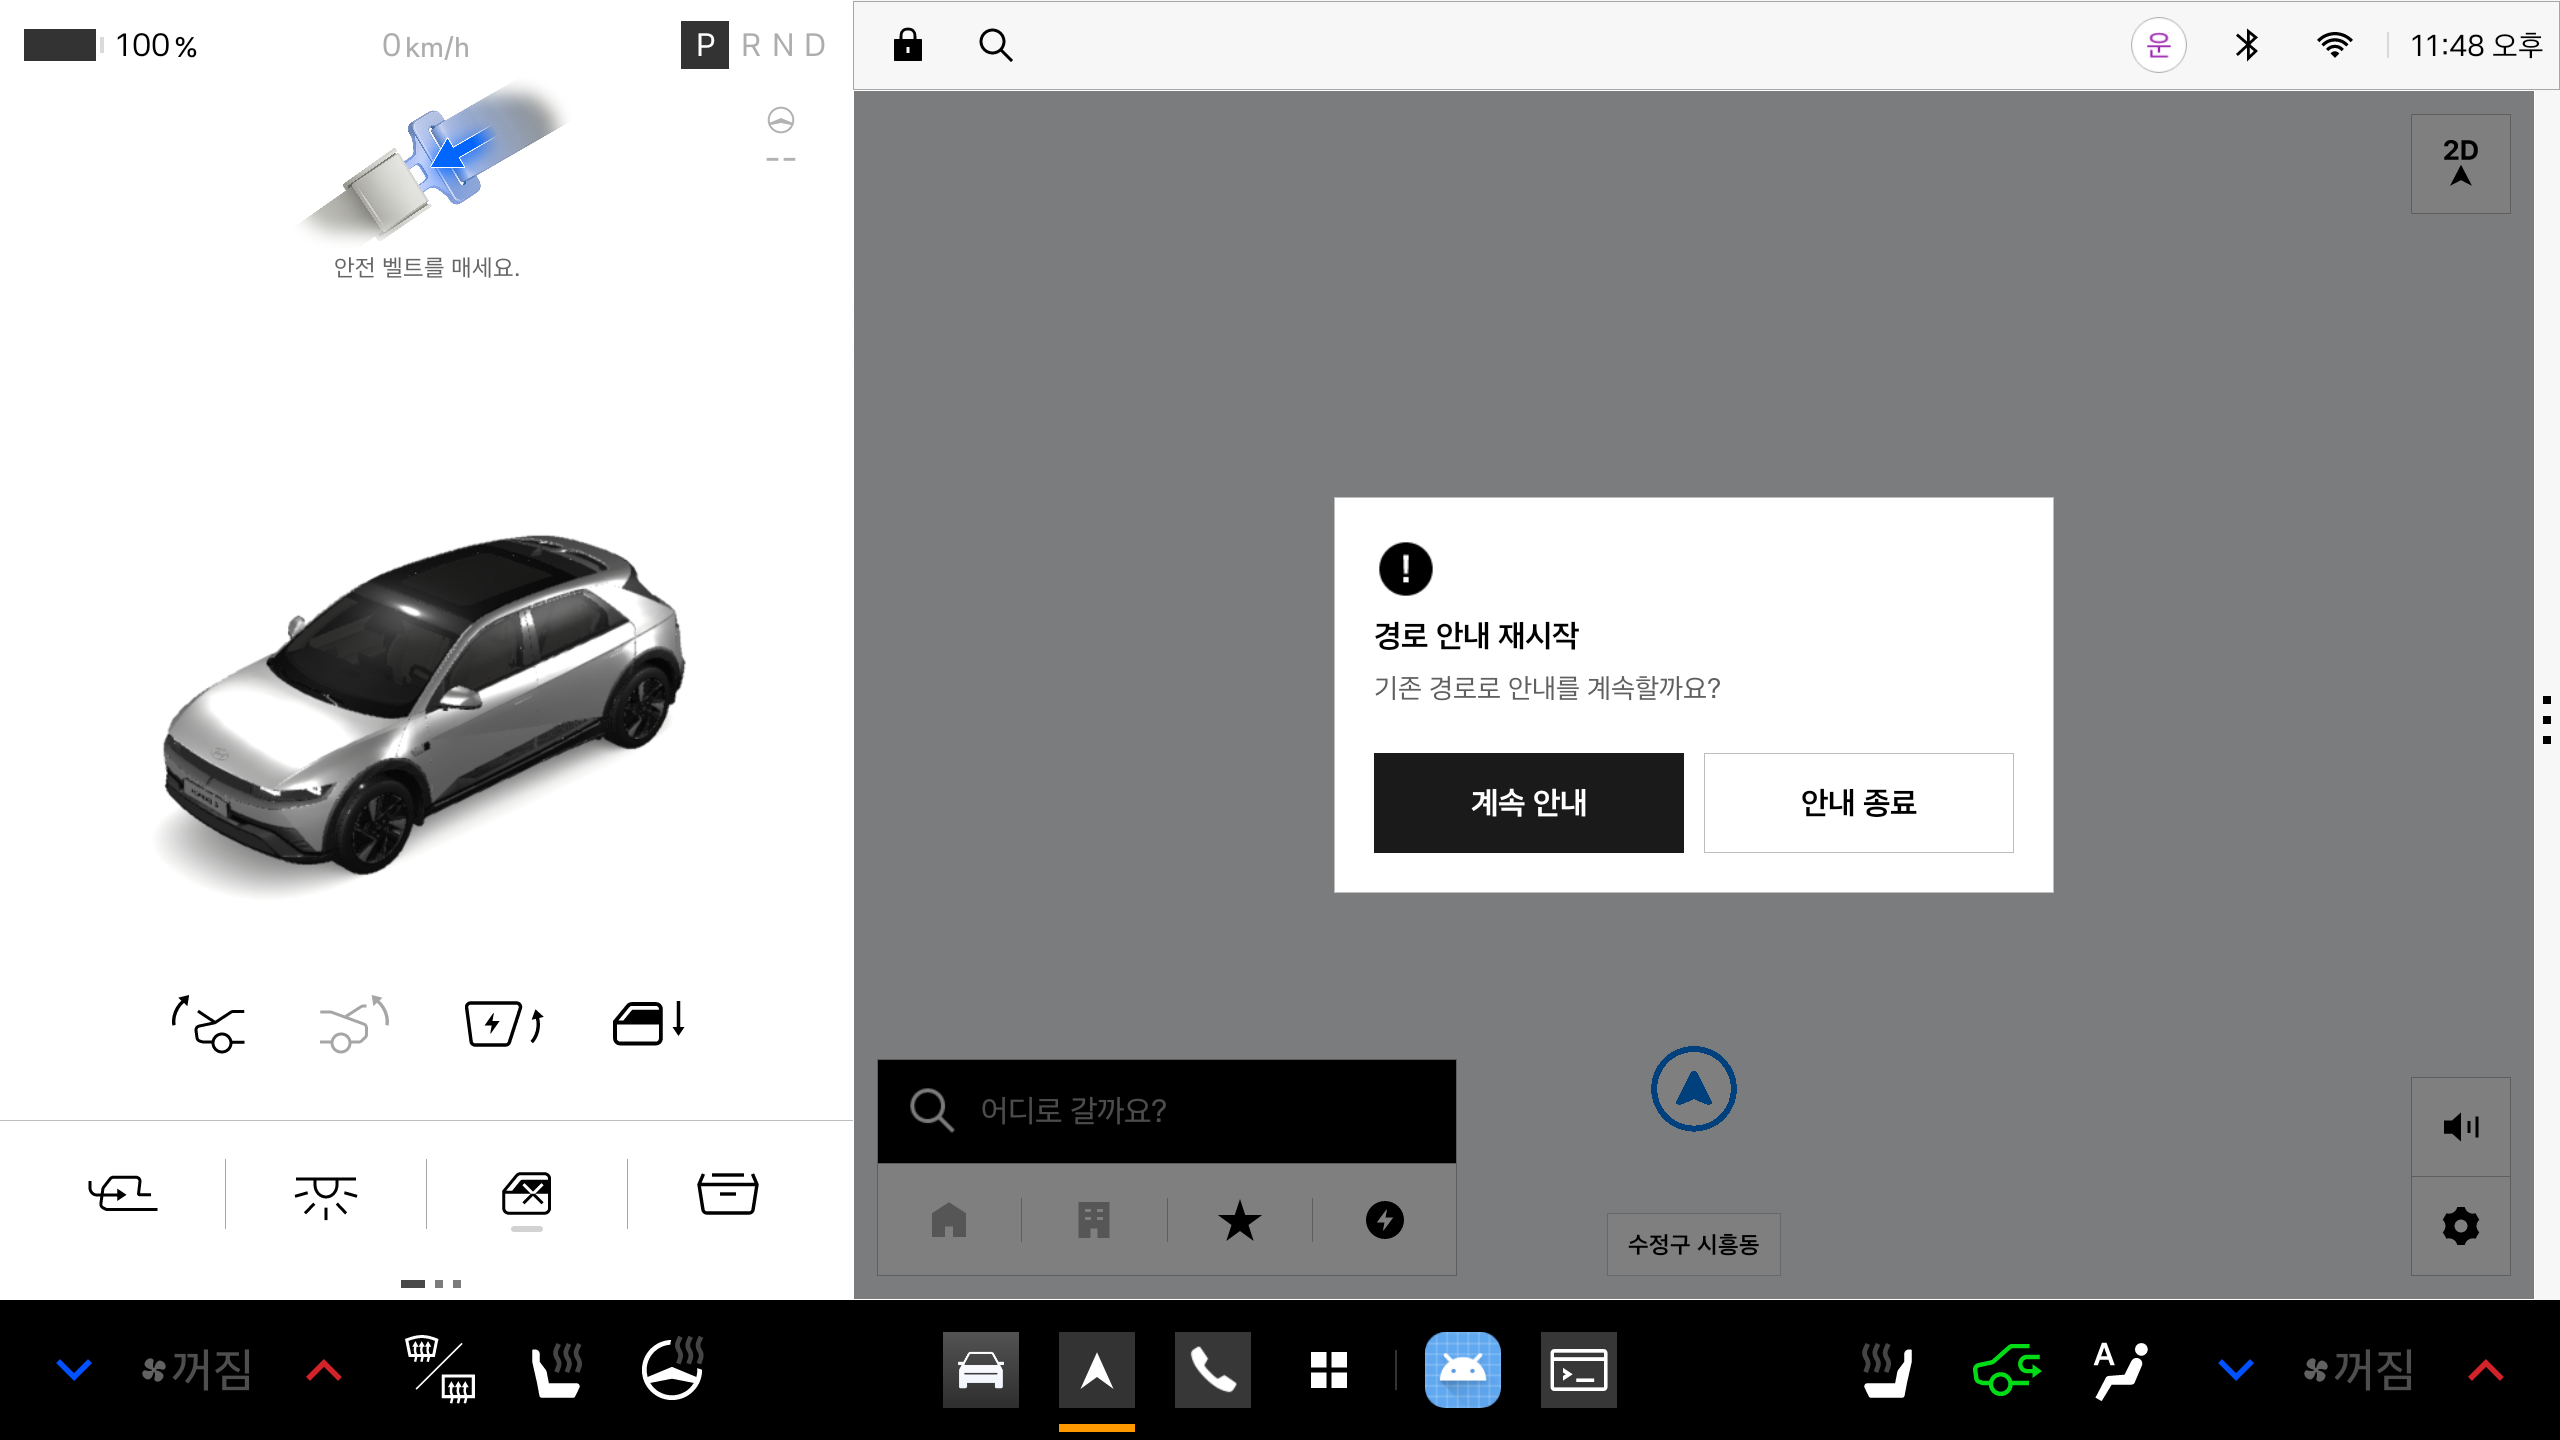 100%
0 km/h
P R N D
운
11:48 오후
안전 벨트를 매세요.
--
2D
경로 안내 재시작
기존 경로로 안내를 계속할까요?
계속 안내
안내 종료
어디로 갈까요?
수정구 시흥동
꺼짐
A
꺼짐